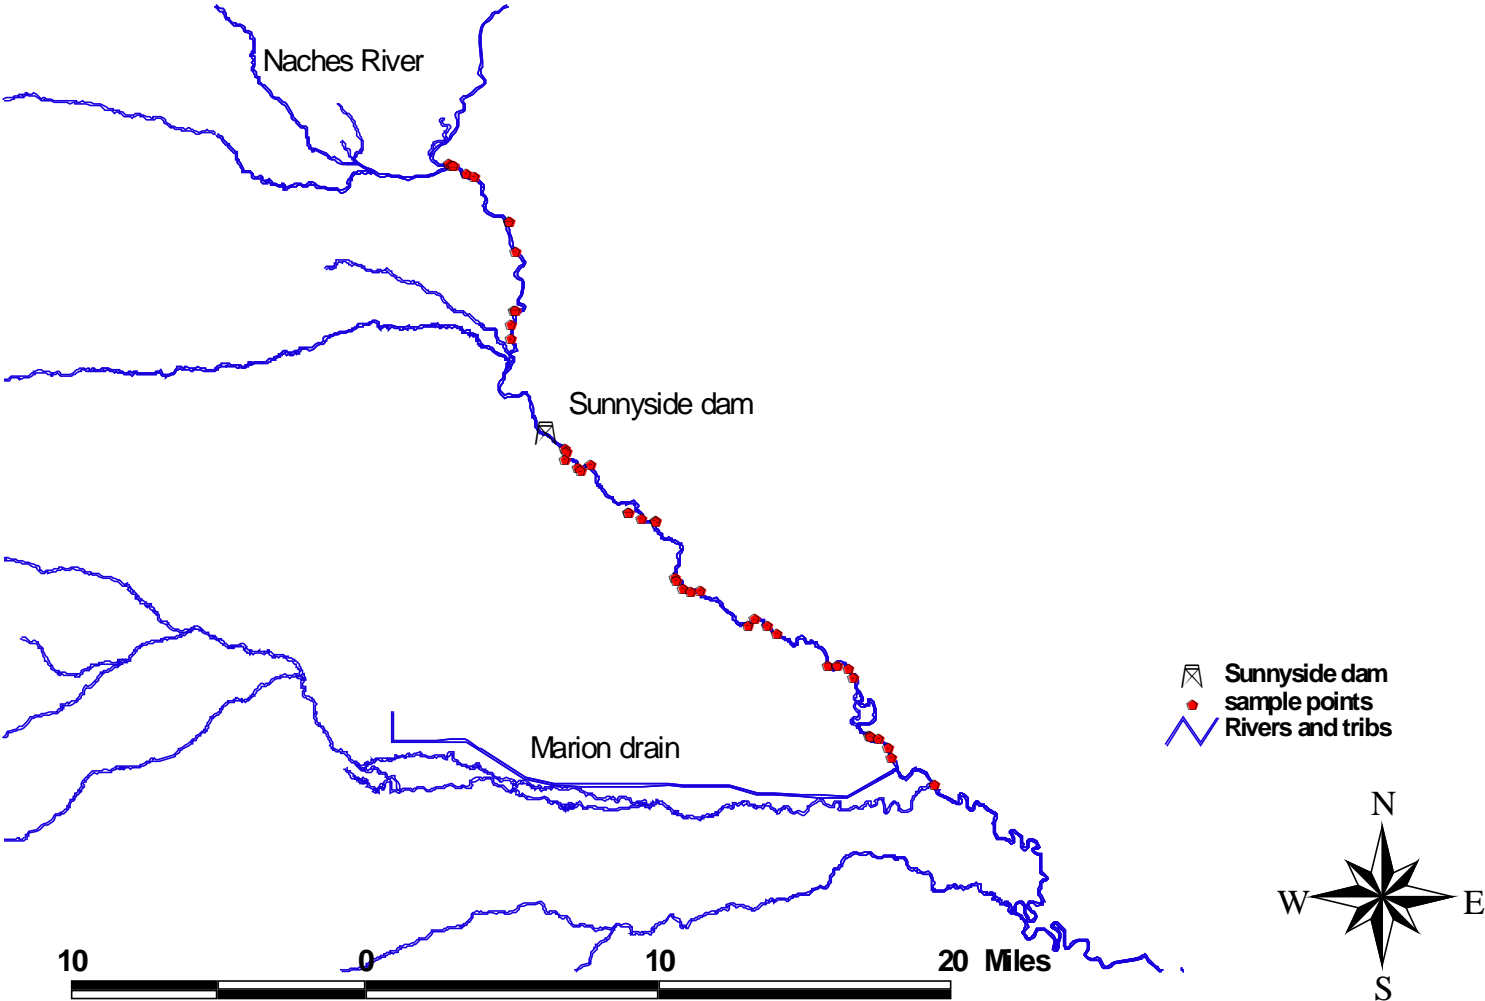 Naches River
Sunnyside dam
Sunnyside dam
sample points
Rivers and tribs
Marion drain
N
W E
S
10 0 10 20 Miles